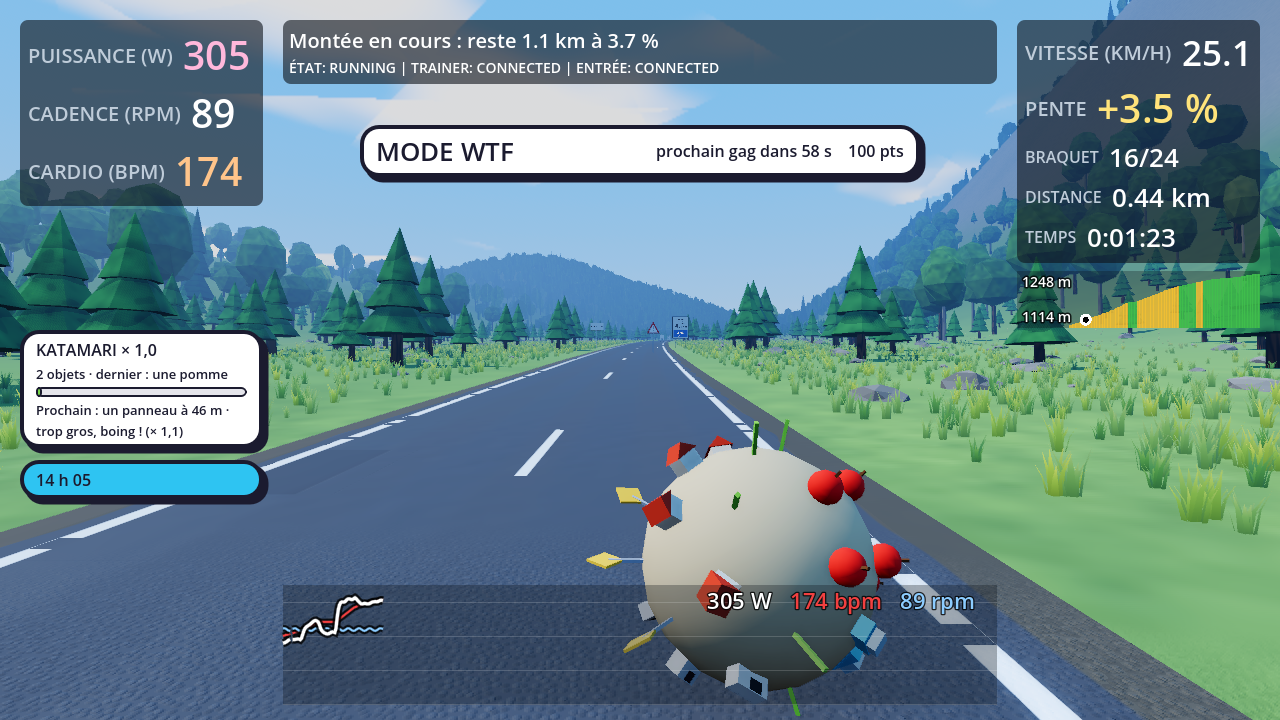 PUISSANCE (W) 305
CADENCE (RPM) 89
CARDIO (BPM) 174
Montée en cours : reste 1.1 km à 3.7 %
ÉTAT: RUNNING | TRAINER: CONNECTED | ENTRÉE: CONNECTED
MODE WTF prochain gag dans 58 s 100 pts
VITESSE (KM/H) 25.1
PENTE +3.5 %
BRAQUET 16/24
DISTANCE 0.44 km
TEMPS 0:01:23
1248 m
1114 m
KATAMARI × 1,0
2 objets · dernier : une pomme
Prochain : un panneau à 46 m ·
trop gros, boing ! (× 1,1)
14 h 05
305 W 174 bpm 89 rpm